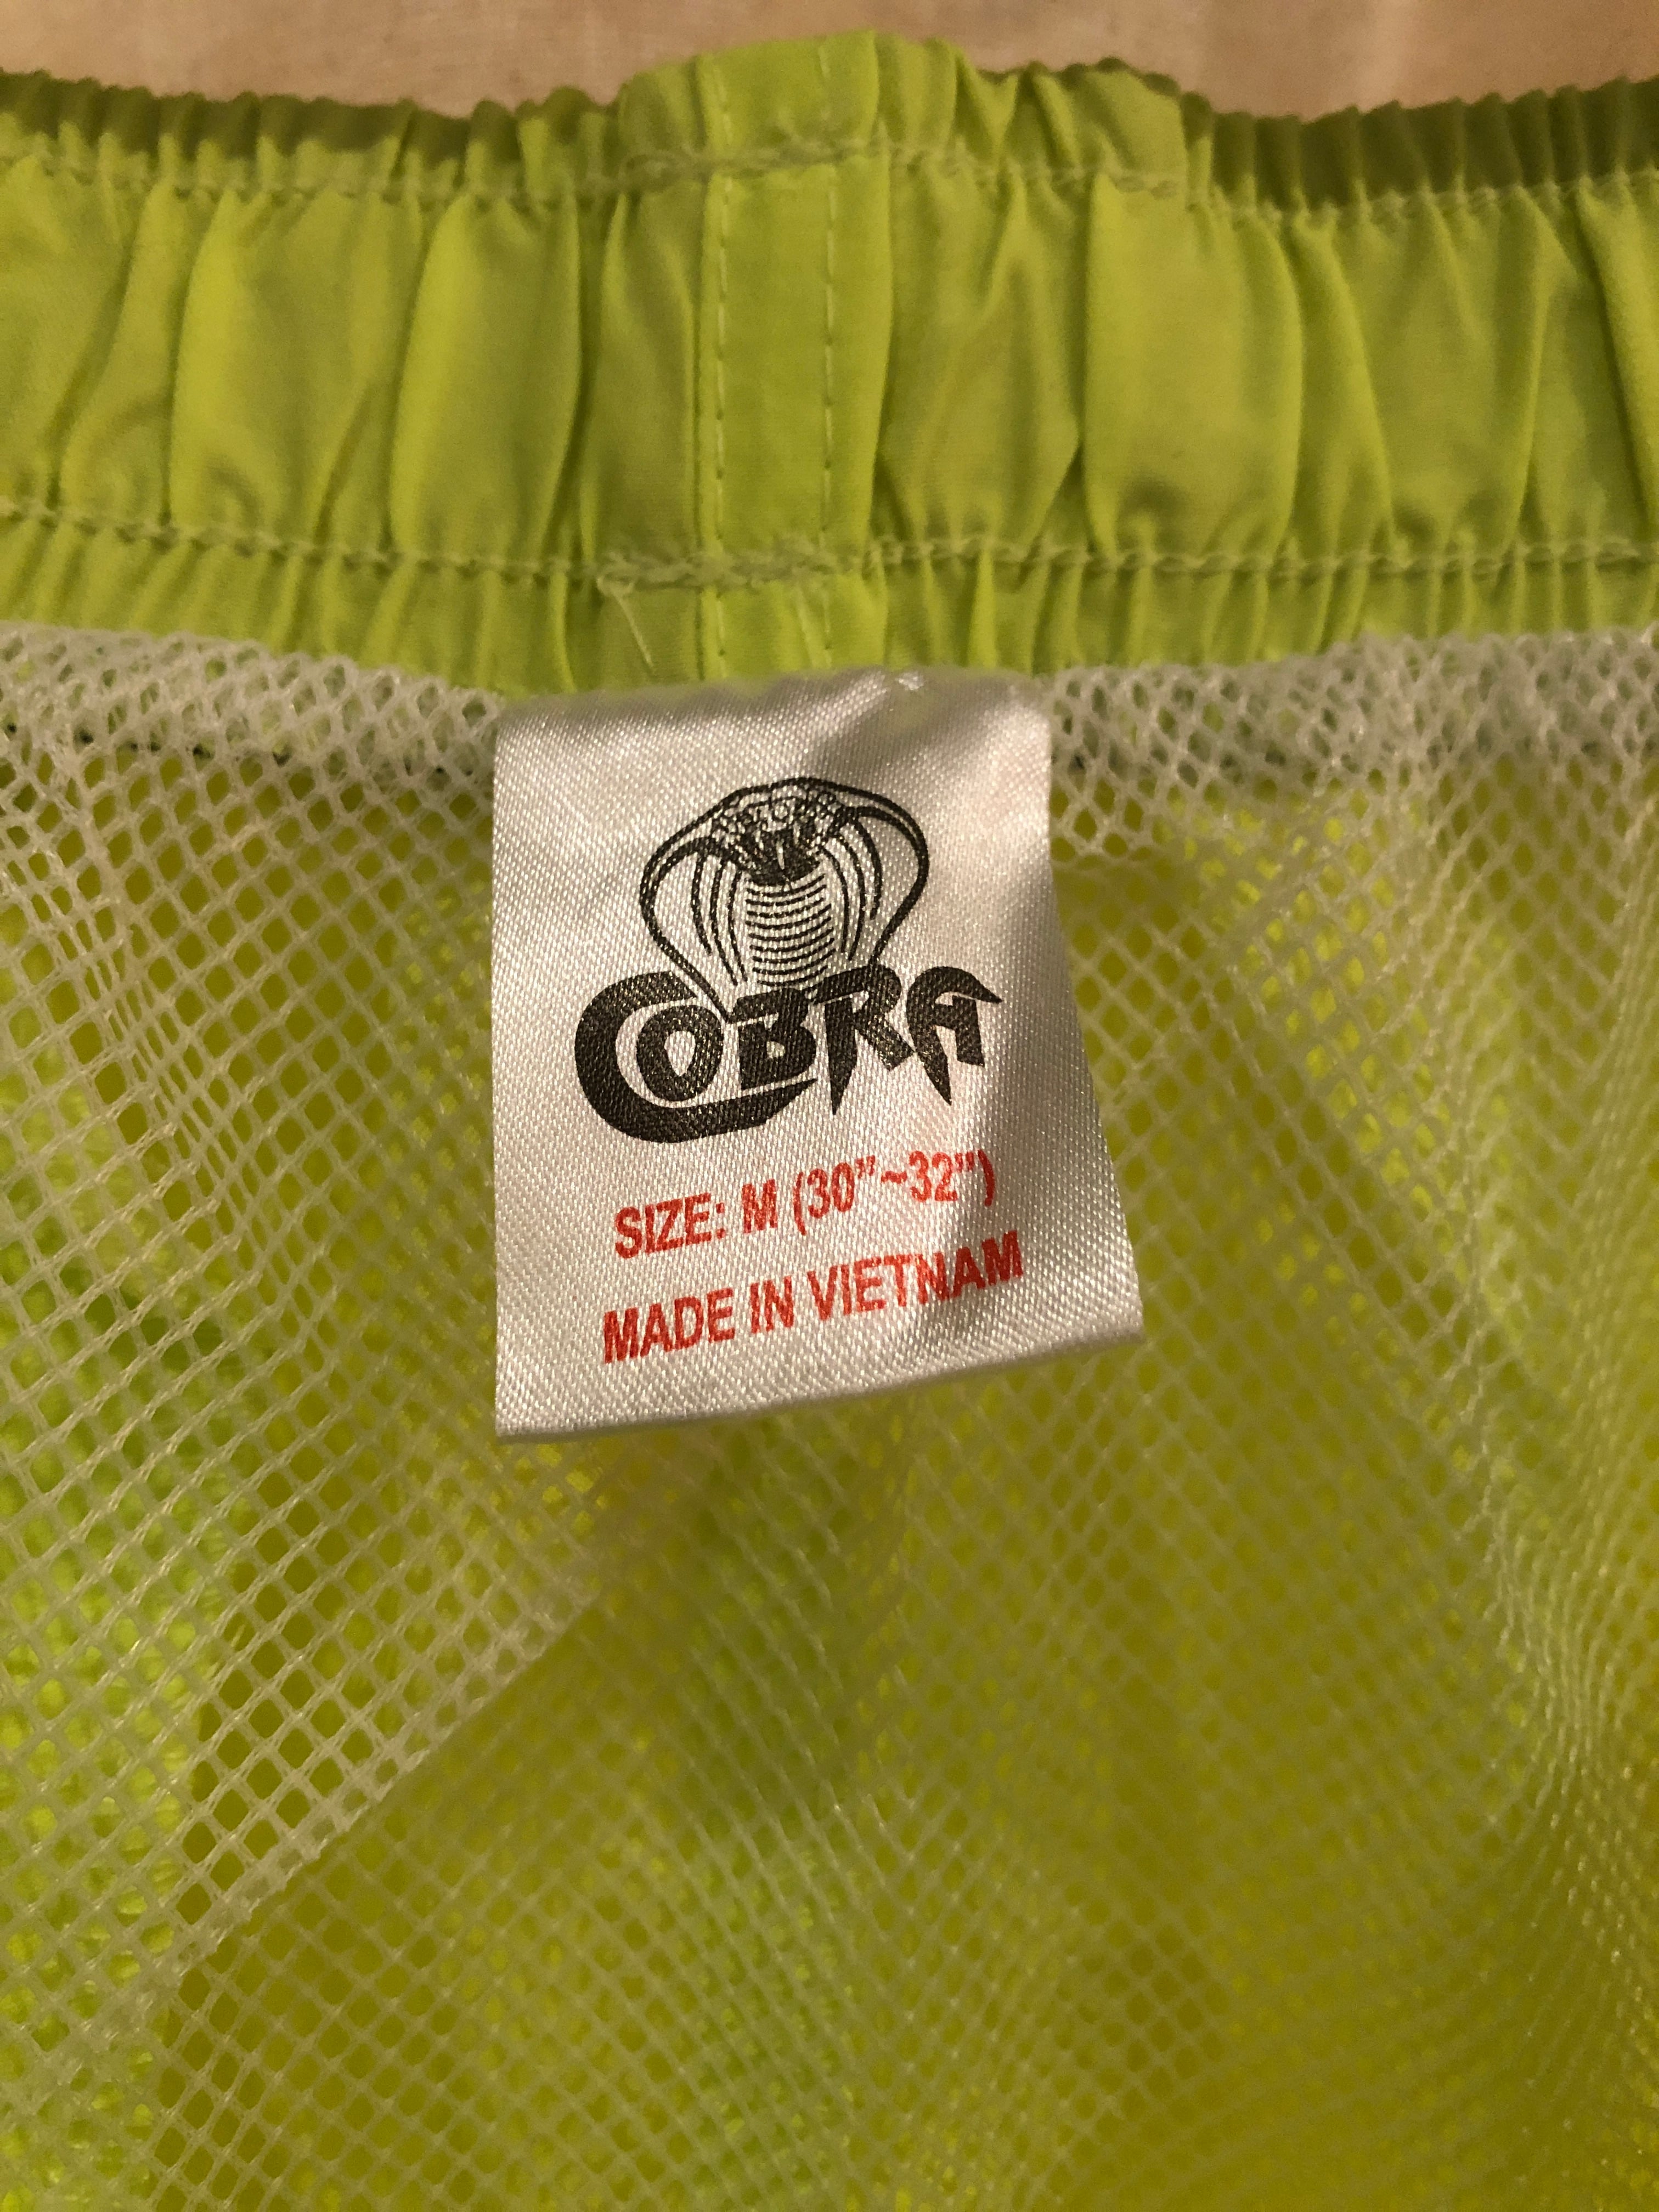 COBRA
SIZE: M (30"~32")
MADE IN VIETNAM